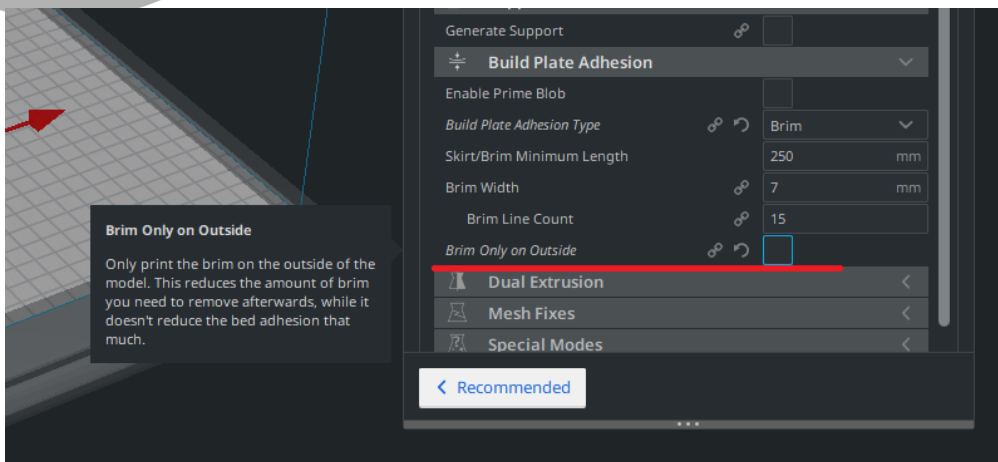 Generate Support
Build Plate Adhesion
Enable Prime Blob
Build Plate Adhesion Type Brim
Skirt/Brim Minimum Length 250 mm
Brim Width 7 mm
Brim Line Count 15
Brim Only on Outside
Dual Extrusion
Mesh Fixes
Special Modes
Recommended
Brim Only on Outside
Only print the brim on the outside of the
model. This reduces the amount of brim
you need to remove afterwards, while it
doesn't reduce the bed adhesion that
much.